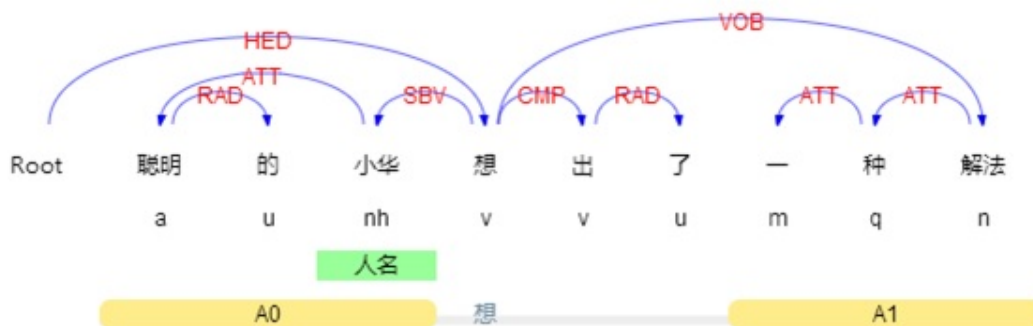 VOB
HED
ATT
RAD SBV CMP RAD ATT ATT
Root 聪明 的 小华 想 出 了 一 种 解法
a u nh v v u m q n
人名
A0 想 A1